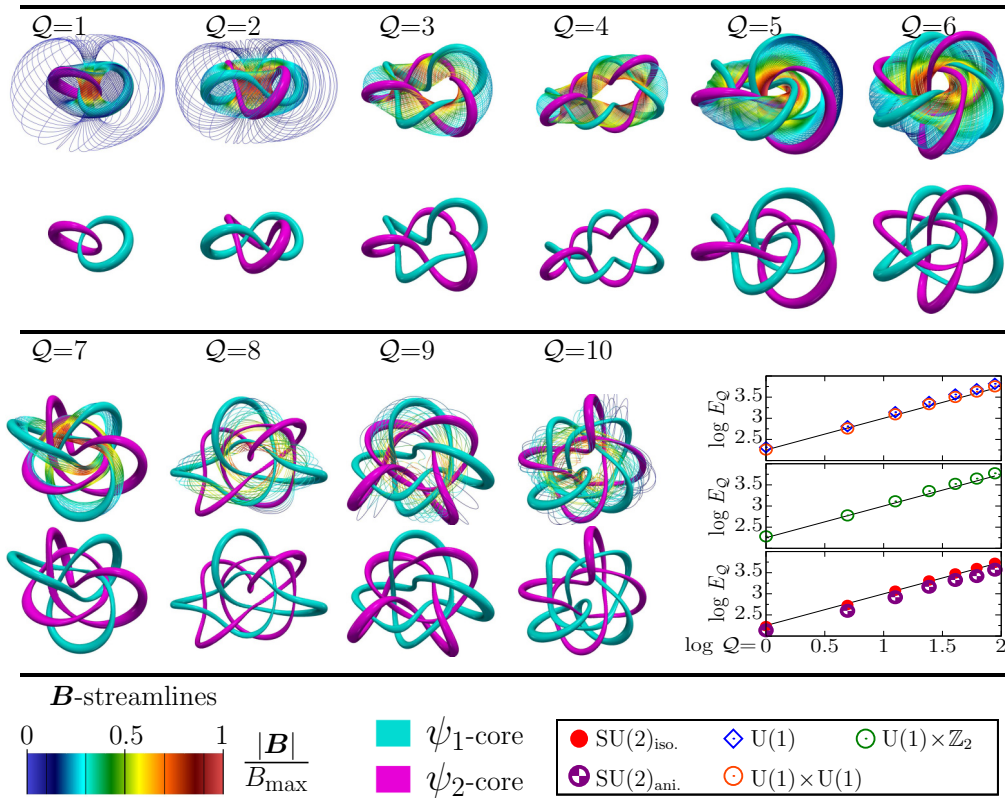 𝒬=1 𝒬=2 𝒬=3 𝒬=4 𝒬=5 𝒬=6
𝒬=7 𝒬=8 𝒬=9 𝒬=10
log E𝒬
3.5
3
2.5
log E𝒬
3.5
3
2.5
log E𝒬
3.5
3
2.5
log 𝒬= 0 0.5 1 1.5 2
B-streamlines
0 0.5 1
|B|
Bmax
ψ1-core
ψ2-core
SU(2)iso. U(1) U(1)×ℤ2
SU(2)ani. U(1)×U(1)